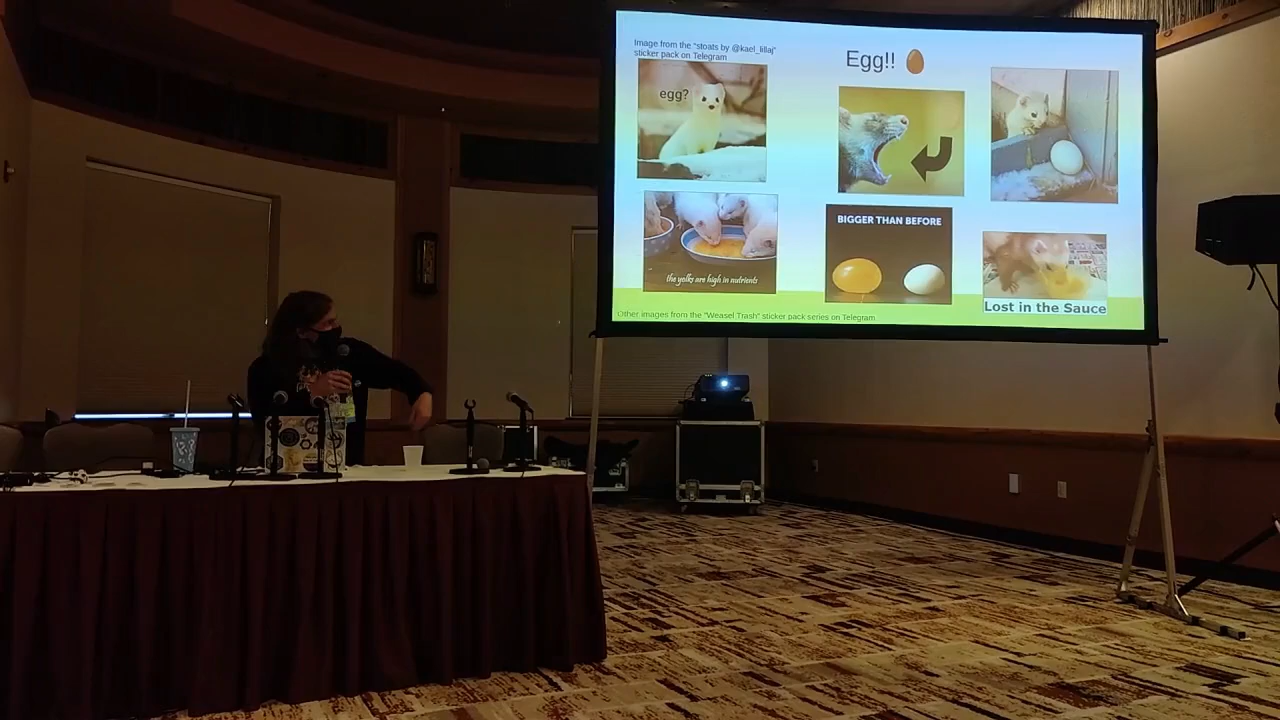 Image from the "stoats by @kael_lillaj"
sticker pack on Telegram
Egg!!
egg?
the yolks are high in nutrients
BIGGER THAN BEFORE
Lost in the Sauce
Other images from the "Weasel Trash" sticker pack series on Telegram